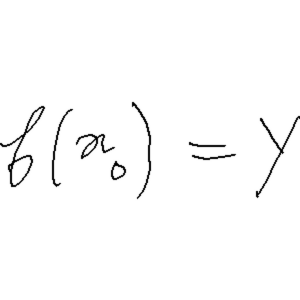 f(x₀) = y